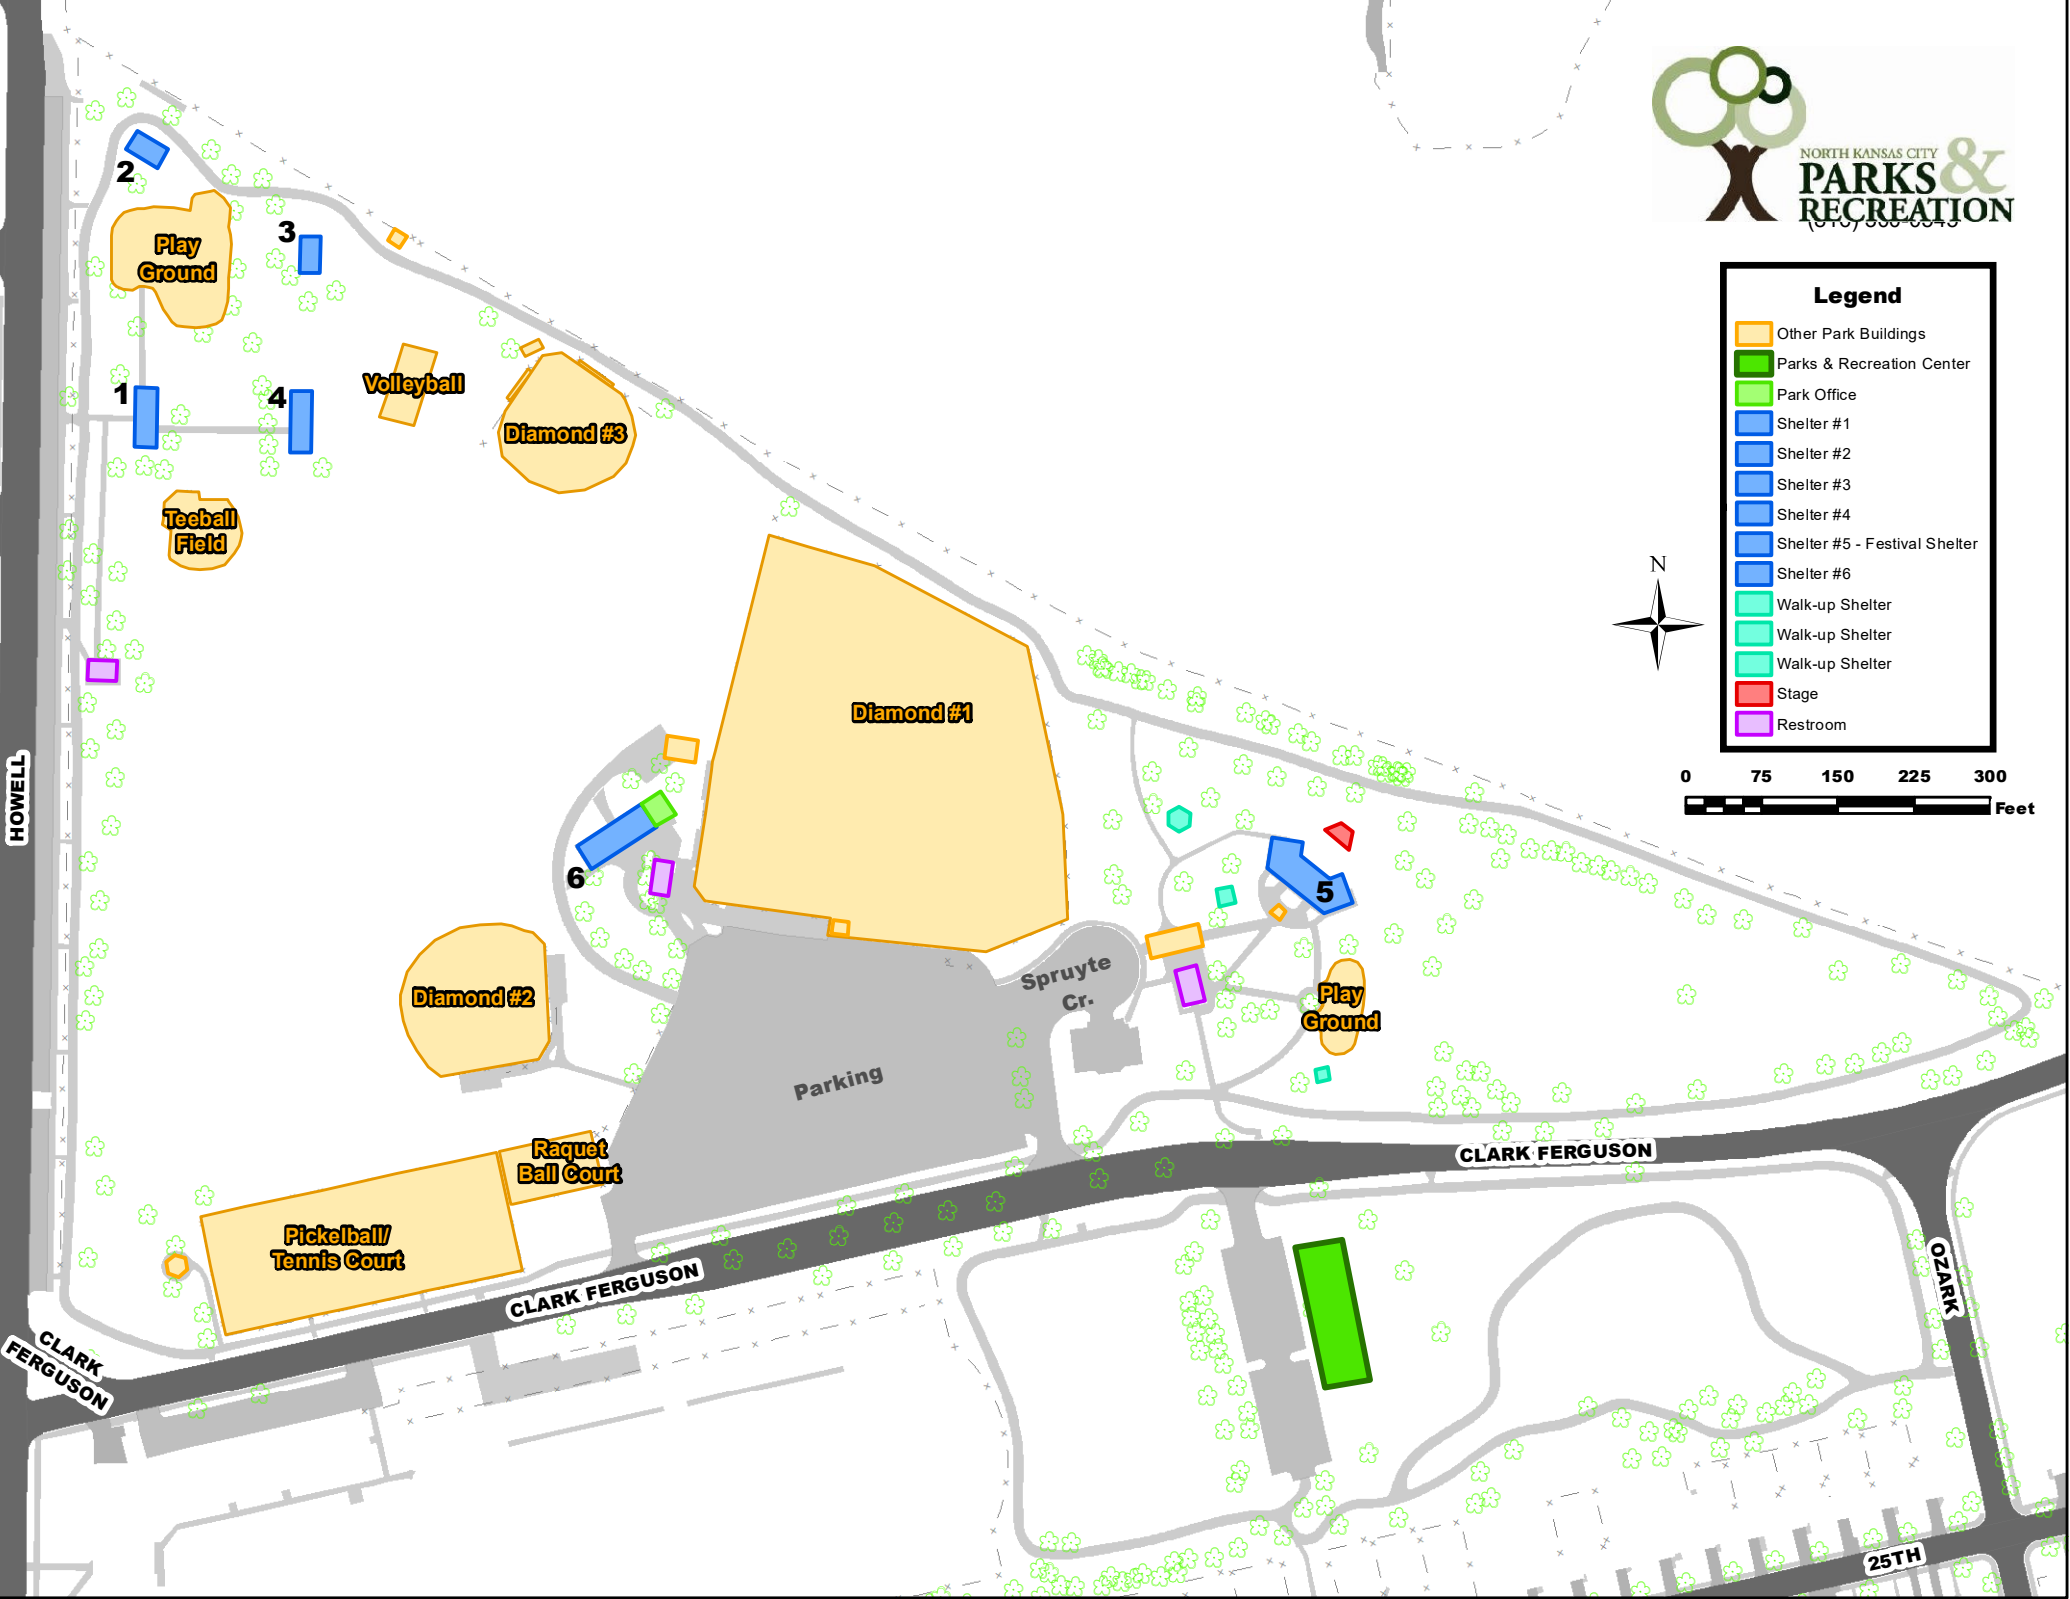 NORTH KANSAS CITY
PARKS &
RECREATION
Legend
Other Park Buildings
Parks & Recreation Center
Park Office
Shelter #1
Shelter #2
Shelter #3
Shelter #4
Shelter #5 - Festival Shelter
Shelter #6
Walk-up Shelter
Walk-up Shelter
Walk-up Shelter
Stage
Restroom
N
0 75 150 225 300
Feet
2
3
Play
Ground
1
4
Volleyball
Diamond #3
Teeball
Field
Diamond #1
HOWELL
6
5
Diamond #2
Spruyte
Cr.
Play
Ground
Parking
Raquet
Ball Court
Pickelball/
Tennis Court
CLARK FERGUSON
CLARK FERGUSON
CLARK
FERGUSON
OZARK
25TH